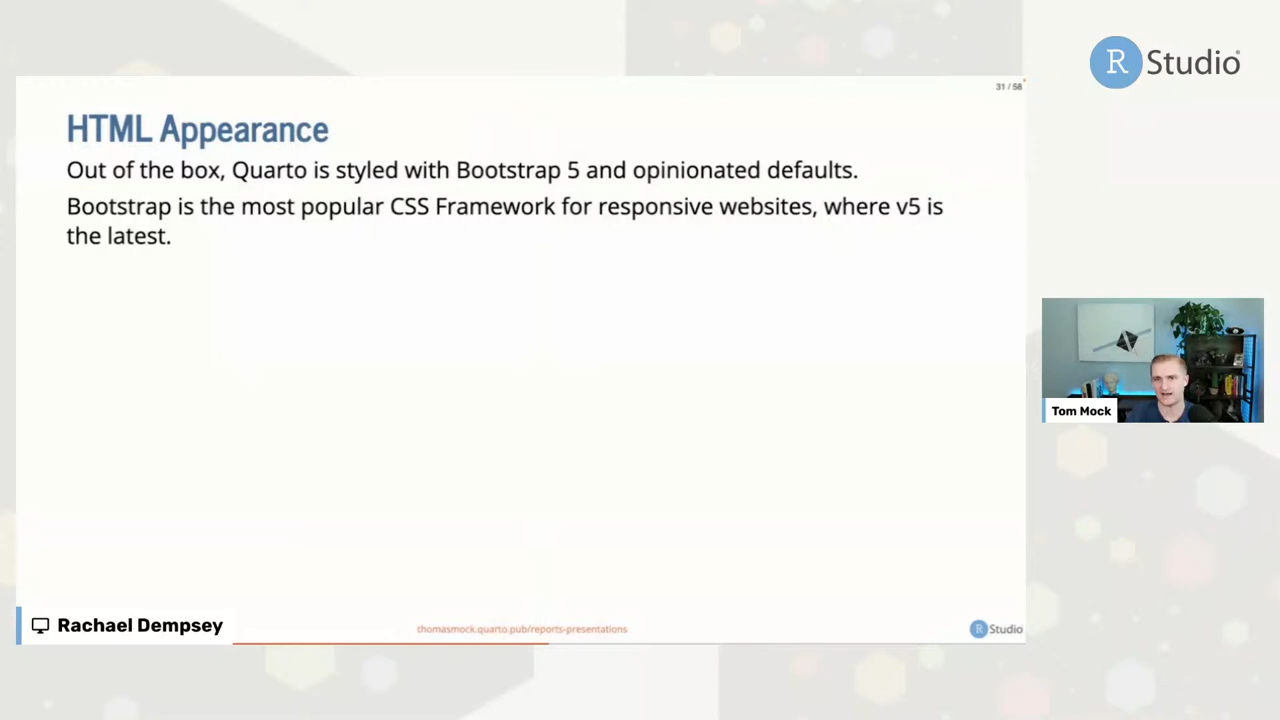 R Studio
31 / 58
HTML Appearance
Out of the box, Quarto is styled with Bootstrap 5 and opinionated defaults.
Bootstrap is the most popular CSS Framework for responsive websites, where v5 is
the latest.
Tom Mock
Rachael Dempsey
thomasmock.quarto.pub/reports-presentations
R Studio